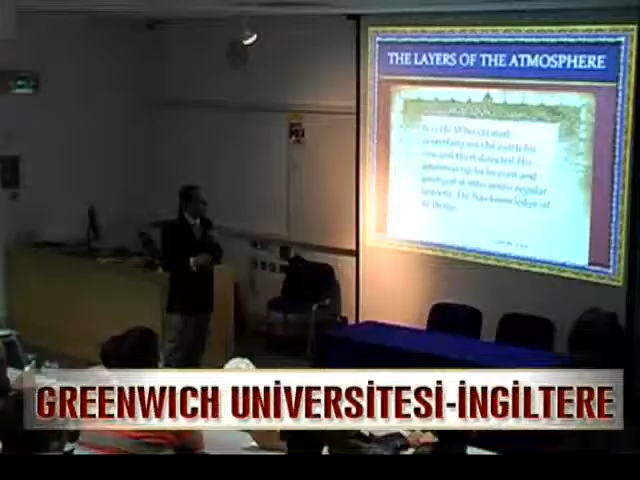 THE LAYERS OF THE ATMOSPHERE
It is He Who created
everything on the earth for
you and then directed His
attention up to heaven and
arranged it into seven regular
heavens. He has knowledge of
all things.
GREENWICH UNİVERSİTESİ-İNGİLTERE